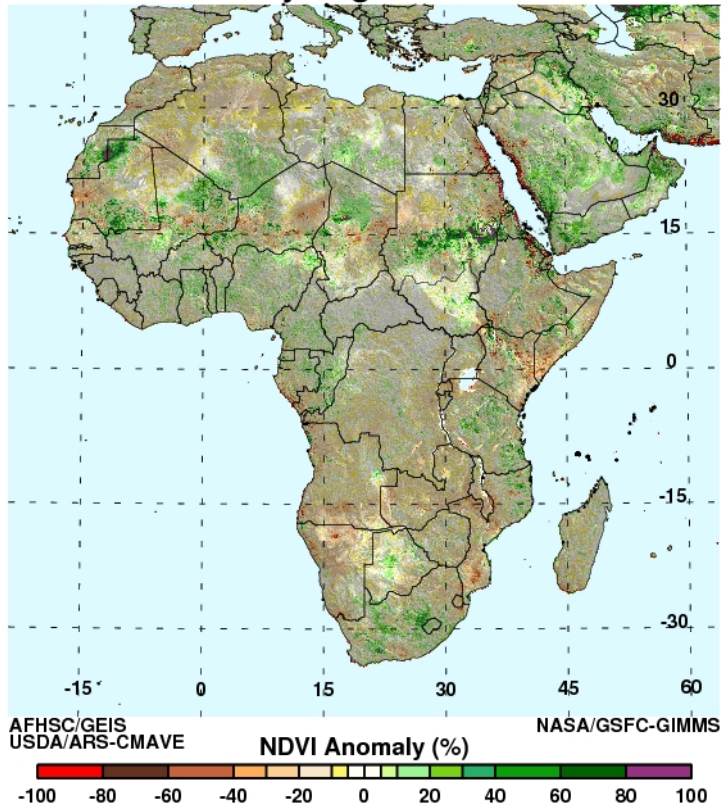 30
15
0
-15
-30
-15 0 15 30 45 60
AFHSC/GEIS NASA/GSFC-GIMMS
USDA/ARS-CMAVE
NDVI Anomaly (%)
-100 -80 -60 -40 -20 0 20 40 60 80 100